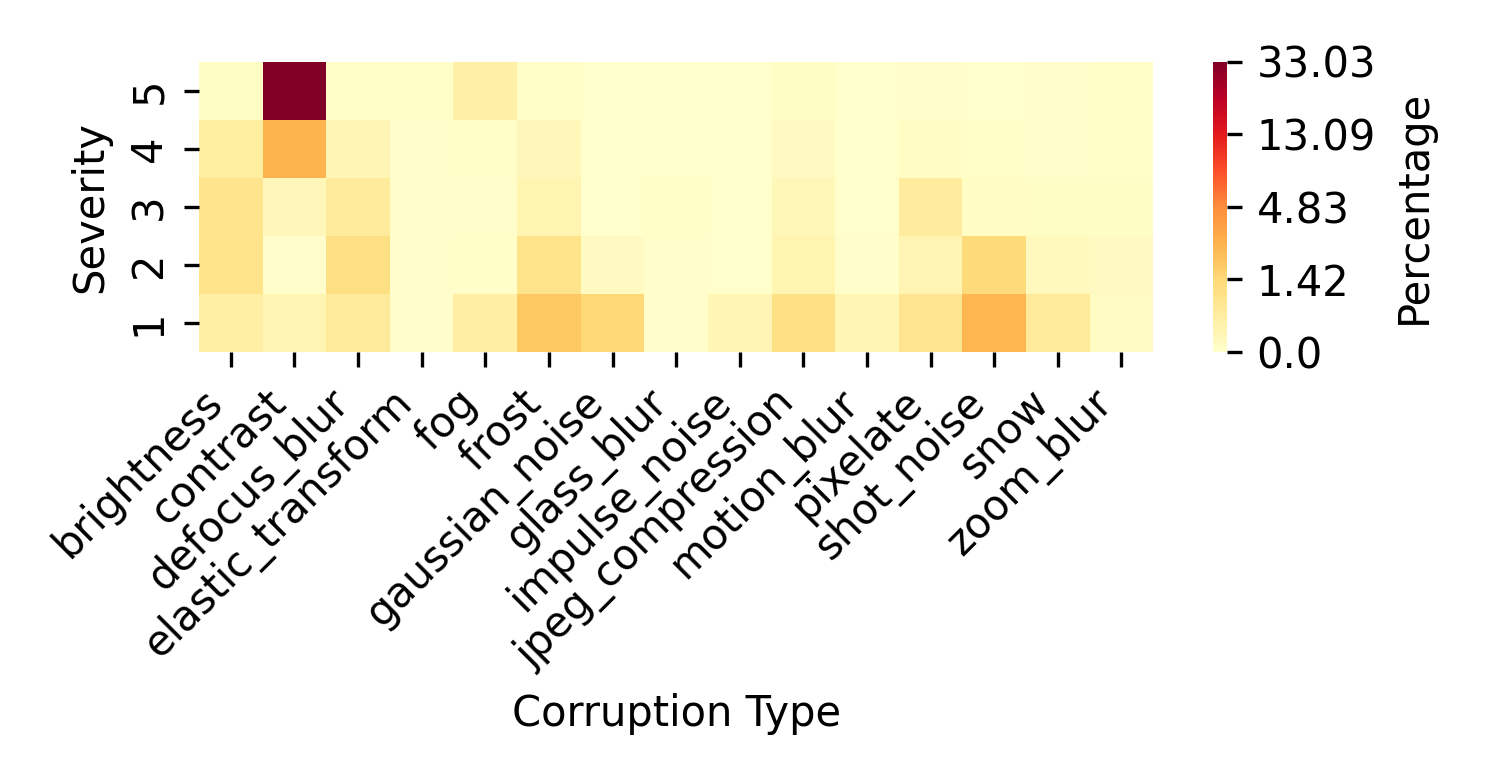 Severity
5
4
3
2
1
brightness
contrast
defocus_blur
elastic_transform
fog
frost
gaussian_noise
glass_blur
impulse_noise
jpeg_compression
motion_blur
pixelate
shot_noise
snow
zoom_blur
Corruption Type
33.03
13.09
4.83
1.42
0.0
Percentage